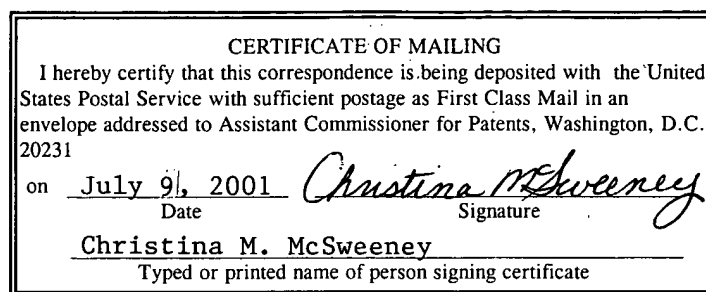 CERTIFICATE OF MAILING
I hereby certify that this correspondence is being deposited with the United
States Postal Service with sufficient postage as First Class Mail in an
envelope addressed to Assistant Commissioner for Patents, Washington, D.C.
20231
on July 9, 2001 Christina McSweeney
Date Signature
Christina M. McSweeney
Typed or printed name of person signing certificate